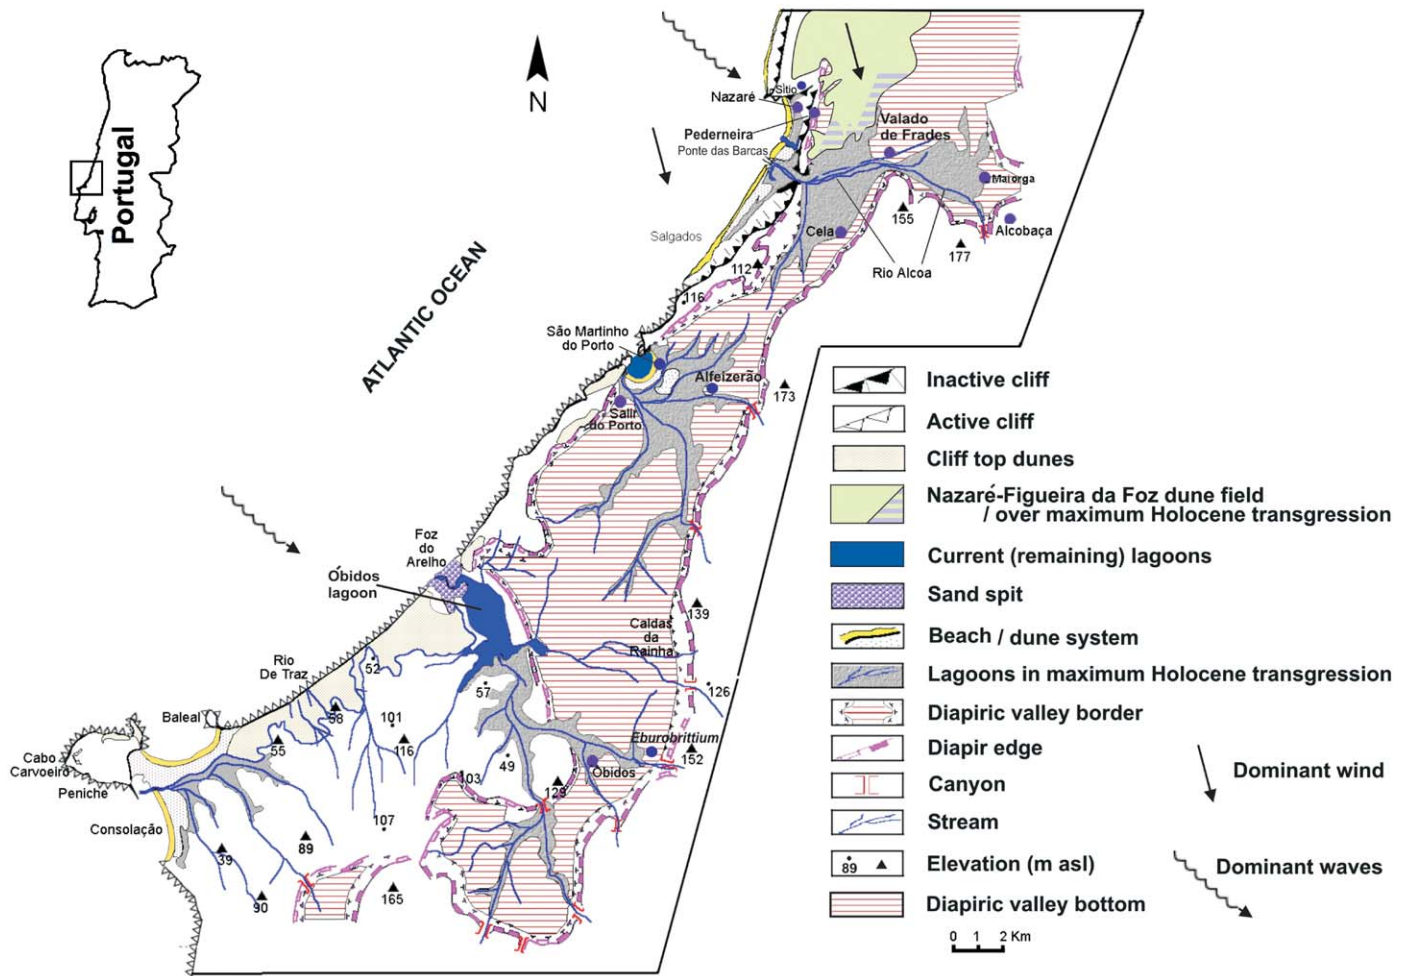 Portugal
N
ATLANTIC OCEAN
Sítio
Nazaré
Pederneira
Ponte das Barcas
Valado
de Frades
Maiorga
Alcobaça
155
177
Cela
Rio Alcoa
Salgados
112
116
São Martinho
do Porto
Alfeizerão
173
Salir
do Porto
Foz
do
Arelho
Óbidos
lagoon
139
Caldas
da
Rainha
126
Rio
De Traz
52
57
58
101
116
55
Baleal
Cabo
Carvoeiro
Peniche
Consolação
49
103
129
Óbidos
Eburobrittium
152
107
89
39
90
165
Inactive cliff
Active cliff
Cliff top dunes
Nazaré-Figueira da Foz dune field
/ over maximum Holocene transgression
Current (remaining) lagoons
Sand spit
Beach / dune system
Lagoons in maximum Holocene transgression
Diapiric valley border
Diapir edge
Canyon
Stream
89
Elevation (m asl)
Diapiric valley bottom
Dominant wind
Dominant waves
0 1 2 Km